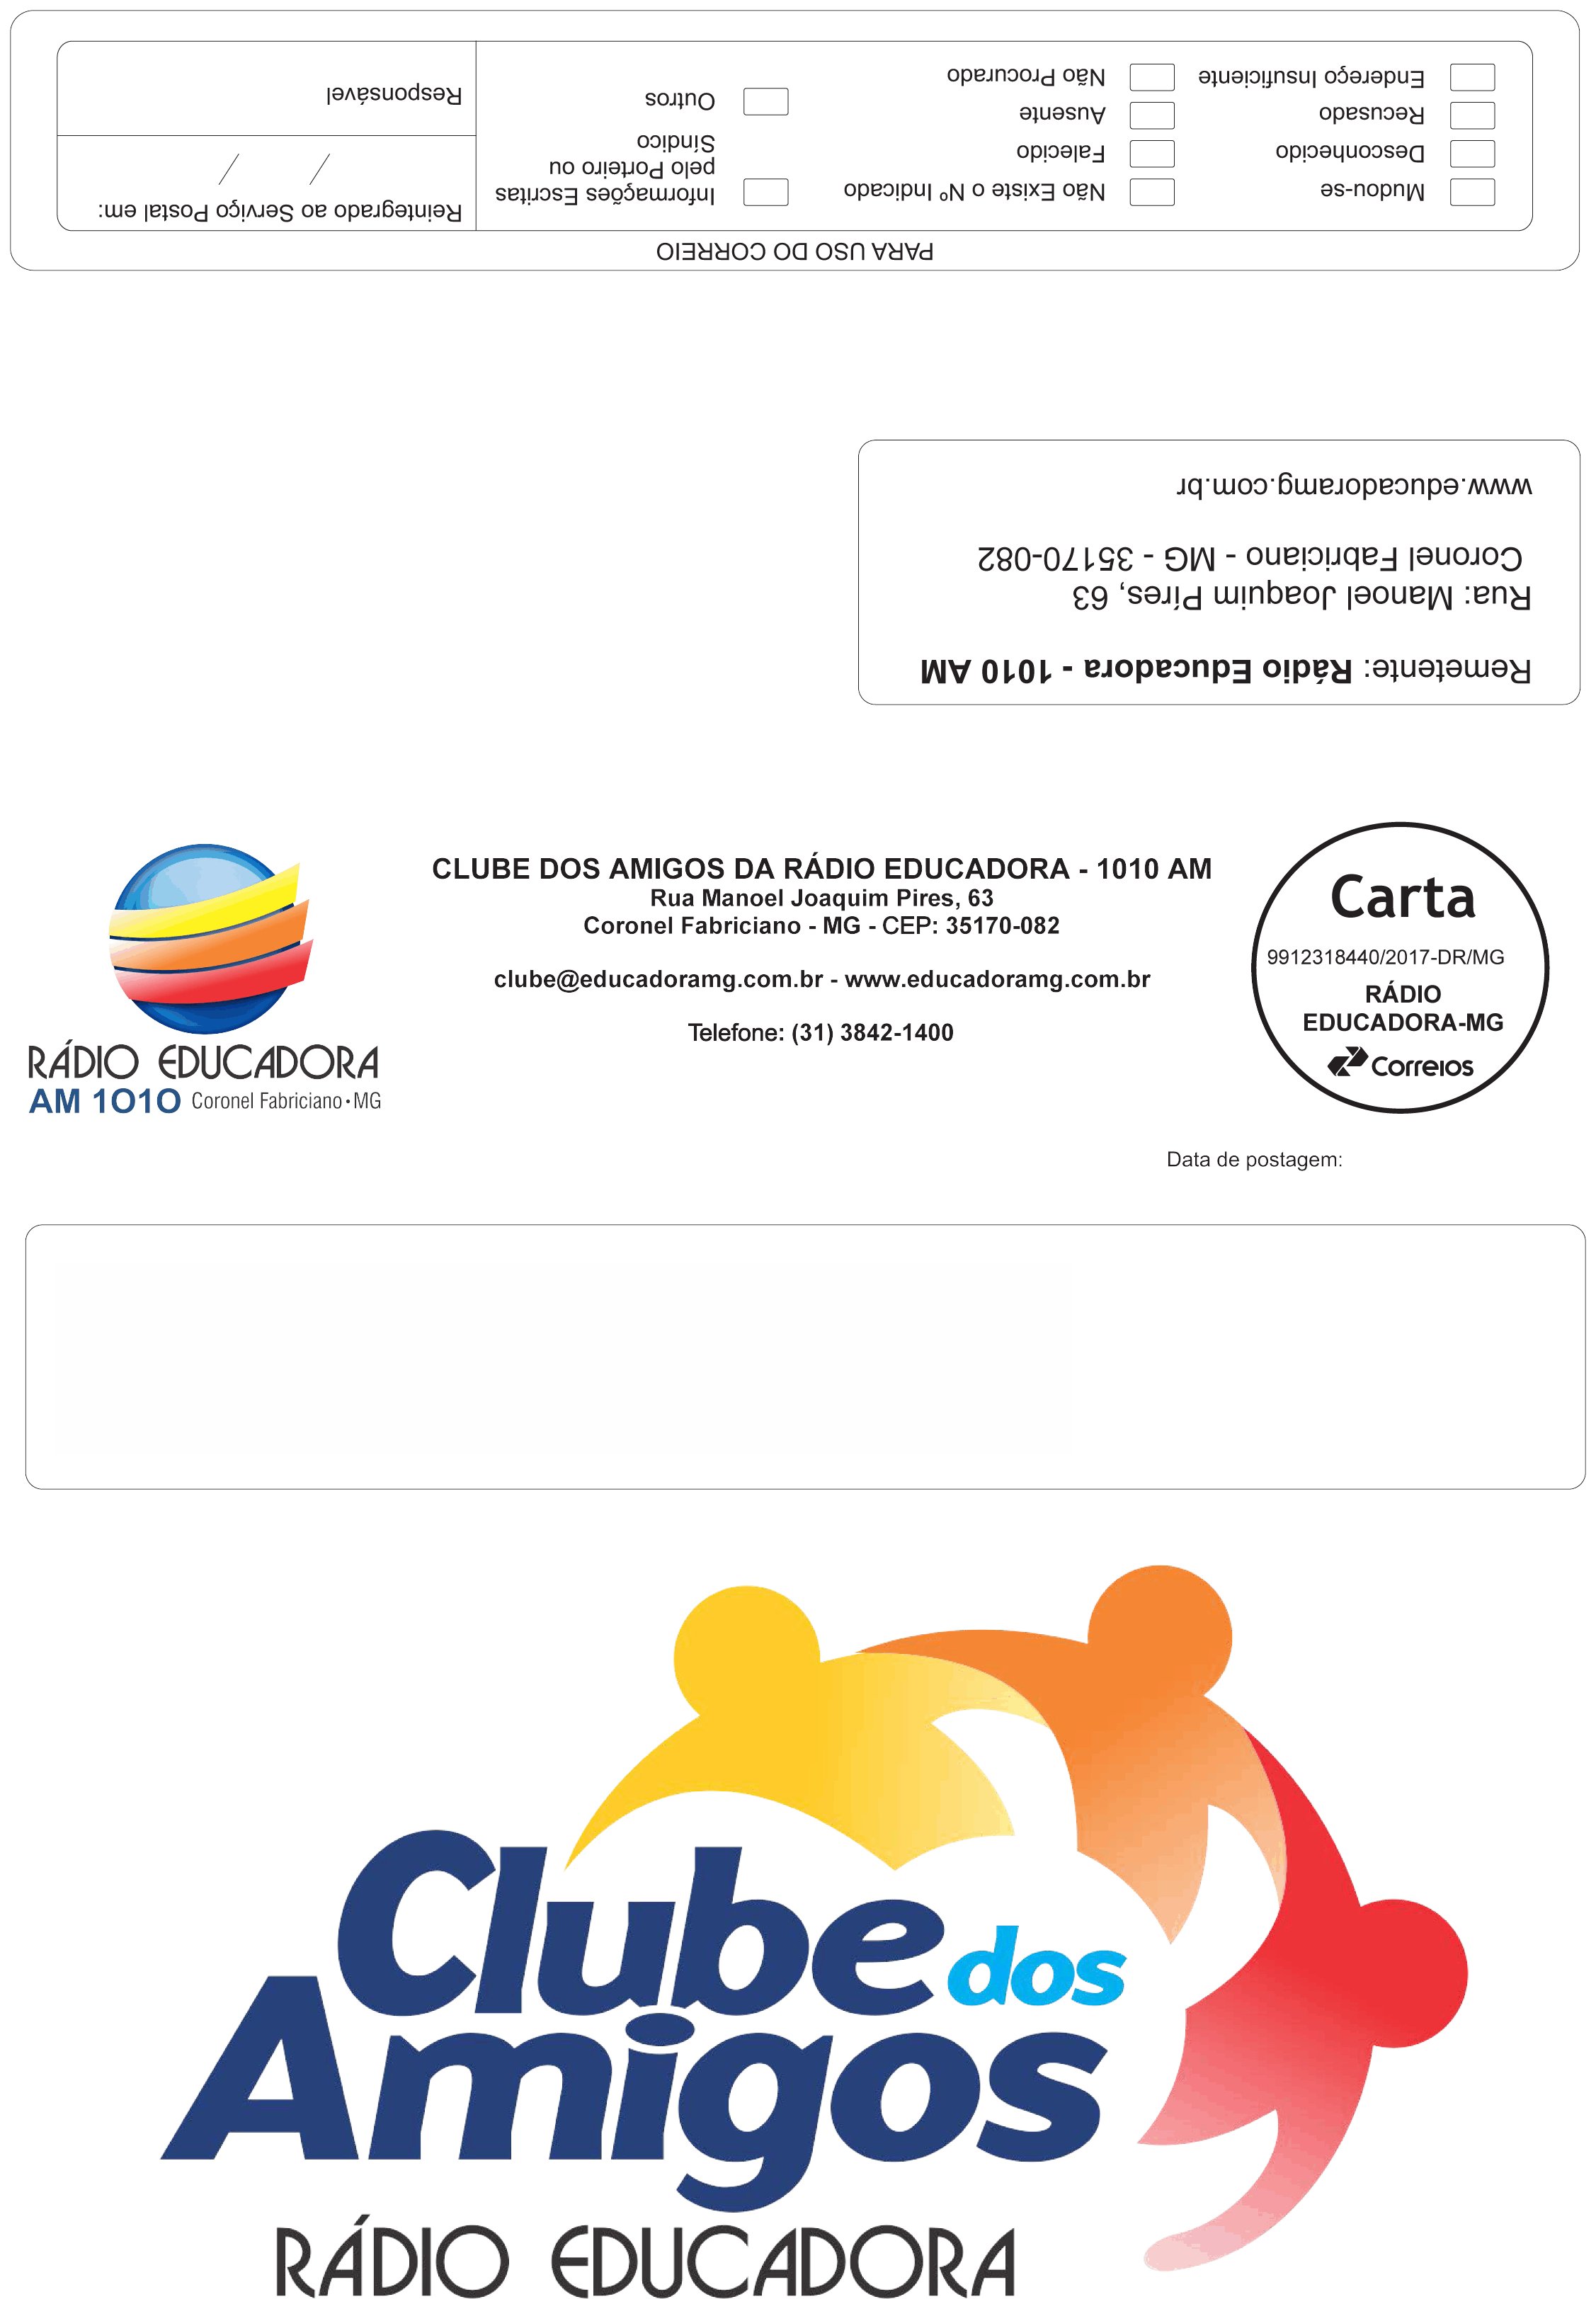 PARA USO DO CORREIO
Mudou-se
Desconhecido
Recusado
Endereço Insuficiente
Não Existe o Nº Indicado
Falecido
Ausente
Não Procurado
Informações Escritas
pelo Porteiro ou
Síndico
Outros
Reintegrado ao Serviço Postal em:
/ /
Responsável
Remetente: Rádio Educadora - 1010 AM
Rua: Manoel Joaquim Píres, 63
Coronel Fabriciano - MG - 35170-082
www.educadoramg.com.br
RÁDIO EDUCADORA
AM 1010 Coronel Fabriciano • MG
CLUBE DOS AMIGOS DA RÁDIO EDUCADORA - 1010 AM
Rua Manoel Joaquim Pires, 63
Coronel Fabriciano - MG - CEP: 35170-082
clube@educadoramg.com.br - www.educadoramg.com.br
Telefone: (31) 3842-1400
Carta
9912318440/2017-DR/MG
RÁDIO
EDUCADORA-MG
Correios
Data de postagem:
Clube dos
Amigos
RÁDIO EDUCADORA